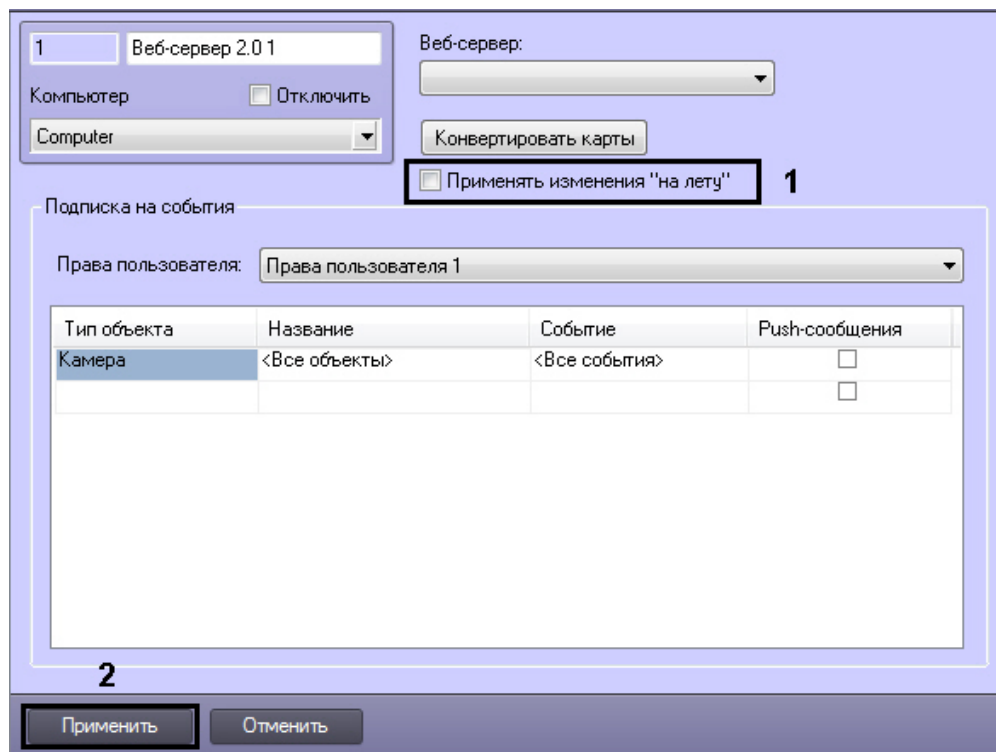 1 Веб-сервер 2.0 1
Веб-сервер:
Компьютер Отключить
Computer
Конвертировать карты
Применять изменения "на лету" 1
Подписка на события
Права пользователя: Права пользователя 1
Тип объекта Название Событие Push-сообщения
Камера <Все объекты> <Все события>
2
Применить Отменить